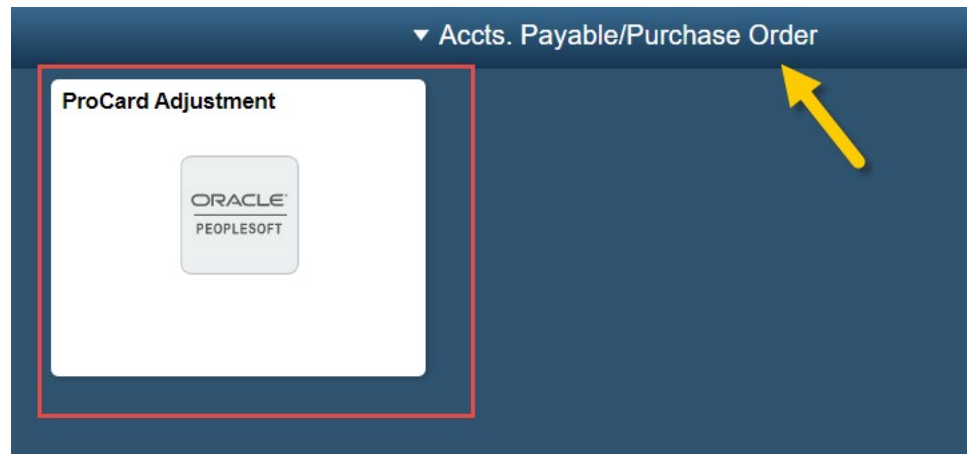 Accts. Payable/Purchase Order
ProCard Adjustment
ORACLE
PEOPLESOFT